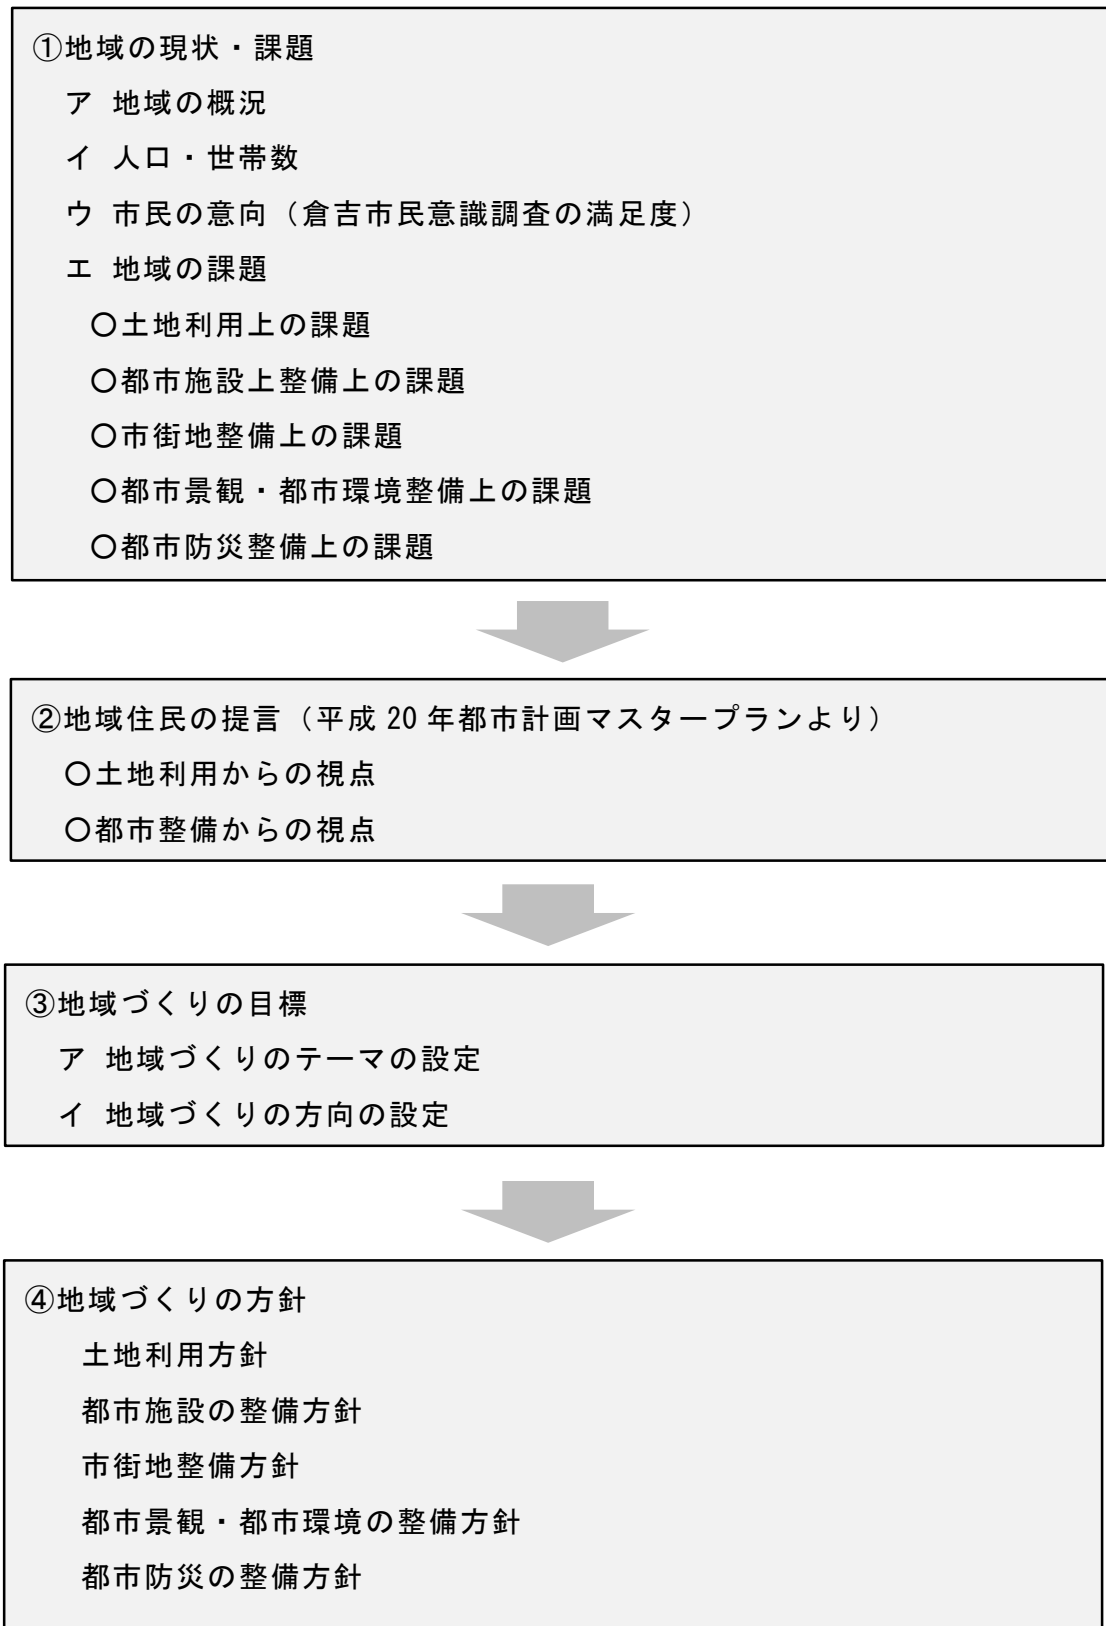 ①地域の現状・課題
ア 地域の概況
イ 人口・世帯数
ウ 市民の意向（倉吉市民意識調査の満足度）
エ 地域の課題
〇土地利用上の課題
〇都市施設上整備上の課題
〇市街地整備上の課題
〇都市景観・都市環境整備上の課題
〇都市防災整備上の課題
②地域住民の提言（平成 20 年都市計画マスタープランより）
〇土地利用からの視点
〇都市整備からの視点
③地域づくりの目標
ア 地域づくりのテーマの設定
イ 地域づくりの方向の設定
④地域づくりの方針
土地利用方針
都市施設の整備方針
市街地整備方針
都市景観・都市環境の整備方針
都市防災の整備方針